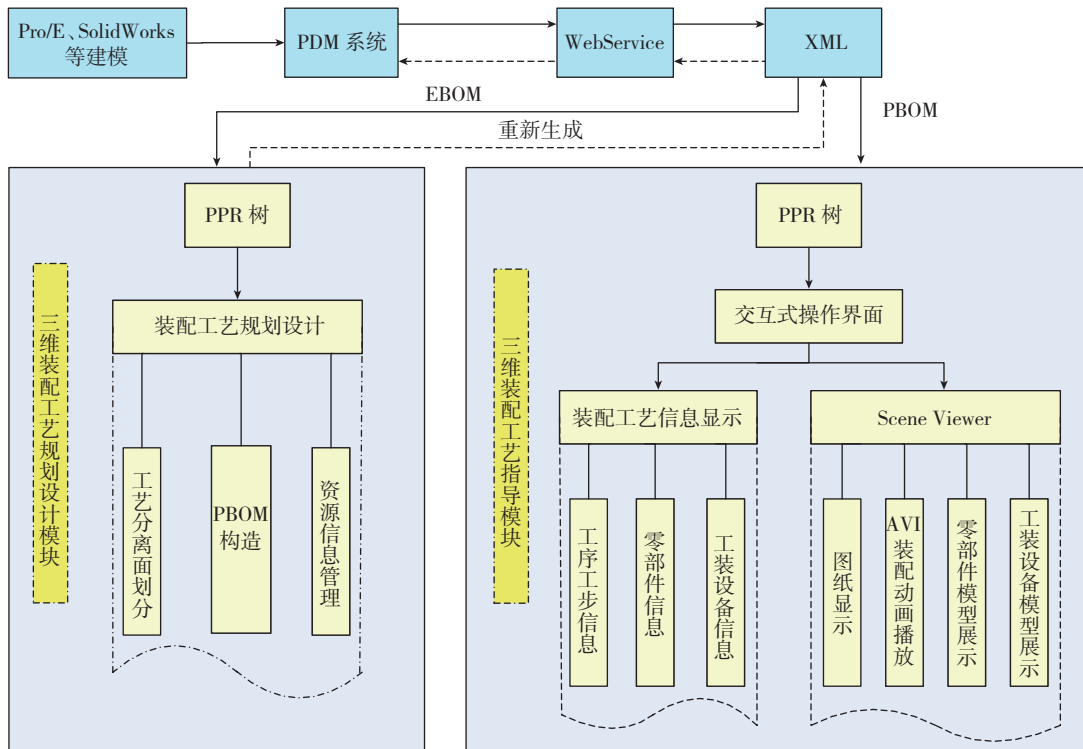 Pro/E、SolidWorks
等建模
PDM 系统
WebService
XML
EBOM
PBOM
重新生成
PPR 树
装配工艺规划设计
三维装配工艺规划设计模块
工艺分离面划分
PBOM
构造
资源信息管理
PPR 树
交互式操作界面
三维装配工艺指导模块
装配工艺信息显示
Scene Viewer
工序工步信息
零部件信息
工装设备信息
图纸显示
AVI
装配动画播放
零部件模型展示
工装设备模型展示